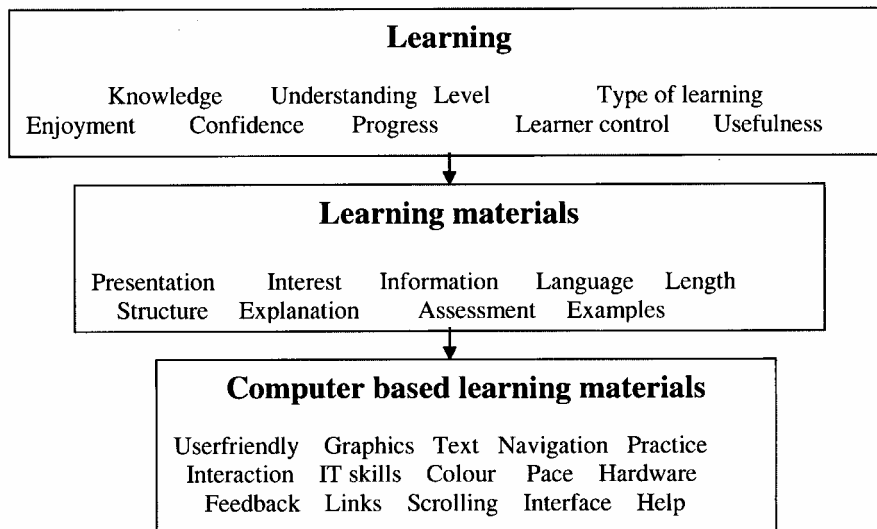 Learning
Knowledge Understanding Level Type of learning
Enjoyment Confidence Progress Learner control Usefulness
Learning materials
Presentation Interest Information Language Length
Structure Explanation Assessment Examples
Computer based learning materials
Userfriendly Graphics Text Navigation Practice
Interaction IT skills Colour Pace Hardware
Feedback Links Scrolling Interface Help